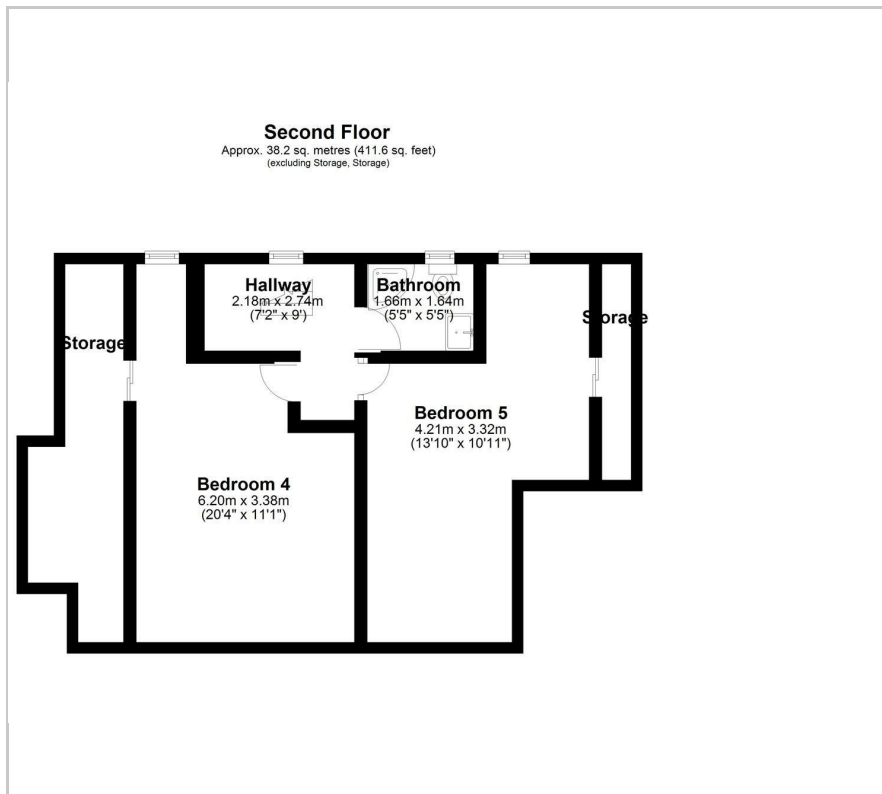 Second Floor
Approx. 38.2 sq. metres (411.6 sq. feet)
(excluding Storage, Storage)
Hallway
2.18m x 2.74m
(7'2" x 9')
Bathroom
1.66m x 1.64m
(5'5" x 5'5")
Storage
Storage
Bedroom 5
4.21m x 3.32m
(13'10" x 10'11")
Bedroom 4
6.20m x 3.38m
(20'4" x 11'1")